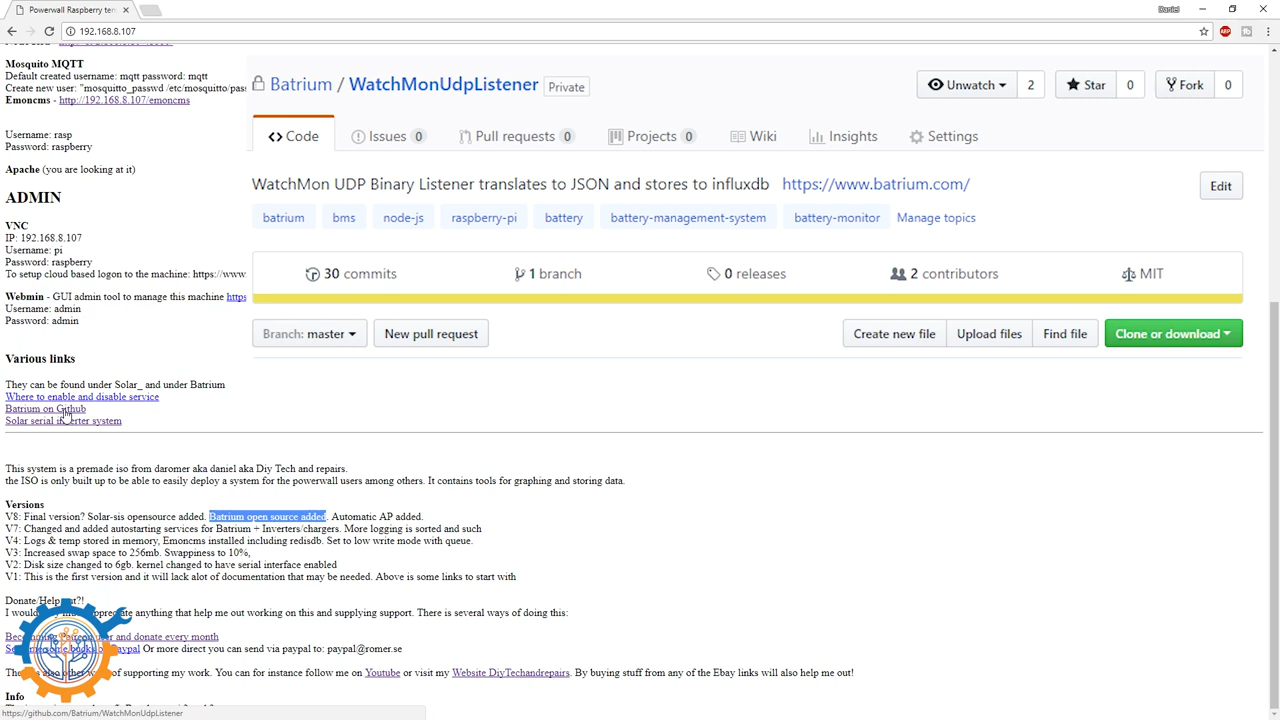 Powerwall Raspberry tem
Daniel
192.168.8.107
Mosquito MQTT
Default created username: mqtt password: mqtt
Create new user: "mosquitto_passwd /etc/mosquitto/pas
Emoncms - http://192.168.8.107/emoncms
Username: rasp
Password: raspberry
Apache (you are looking at it)
ADMIN
VNC
IP: 192.168.8.107
Username: pi
Password: raspberry
To setup cloud based logon to the machine: https://www
Webmin - GUI admin tool to manage this machine https
Username: admin
Password: admin
Various links
They can be found under Solar_ and under Batrium
Where to enable and disable service
Batrium on Github
Solar serial inverter system
Batrium / WatchMonUdpListener Private
Unwatch 2 Star 0 Fork 0
Code Issues 0 Pull requests 0 Projects 0 Wiki Insights Settings
WatchMon UDP Binary Listener translates to JSON and stores to influxdb https://www.batrium.com/
Edit
batrium bms node-js raspberry-pi battery battery-management-system battery-monitor Manage topics
30 commits 1 branch 0 releases 2 contributors MIT
Branch: master New pull request Create new file Upload files Find file Clone or download
This system is a premade iso from daromer aka daniel aka Diy Tech and repairs.
the ISO is only built up to be able to easily deploy a system for the powerwall users among others. It contains tools for graphing and storing data.
Versions
V8: Final version? Solar-sis opensource added. Batrium open source added. Automatic AP added.
V7: Changed and added autostarting services for Batrium + Inverters/chargers. More logging is sorted and such
V4: Logs & temp stored in memory, Emoncms installed including redisdb. Set to low write mode with queue.
V3: Increased swap space to 256mb. Swappiness to 10%,
V2: Disk size changed to 6gb. kernel changed to have serial interface enabled
V1: This is the first version and it will lack alot of documentation that may be needed. Above is some links to start with
Donate/Help ?!
I would appreciate anything that help me out working on this and supplying support. There is several ways of doing this:
and donate every month
Or more direct you can send via paypal to: paypal@romer.se
of supporting my work. You can for instance follow me on Youtube or visit my Website DiyTechandrepairs. By buying stuff from any of the Ebay links will also help me out!
Info
https://github.com/Batrium/WatchMonUdpListener